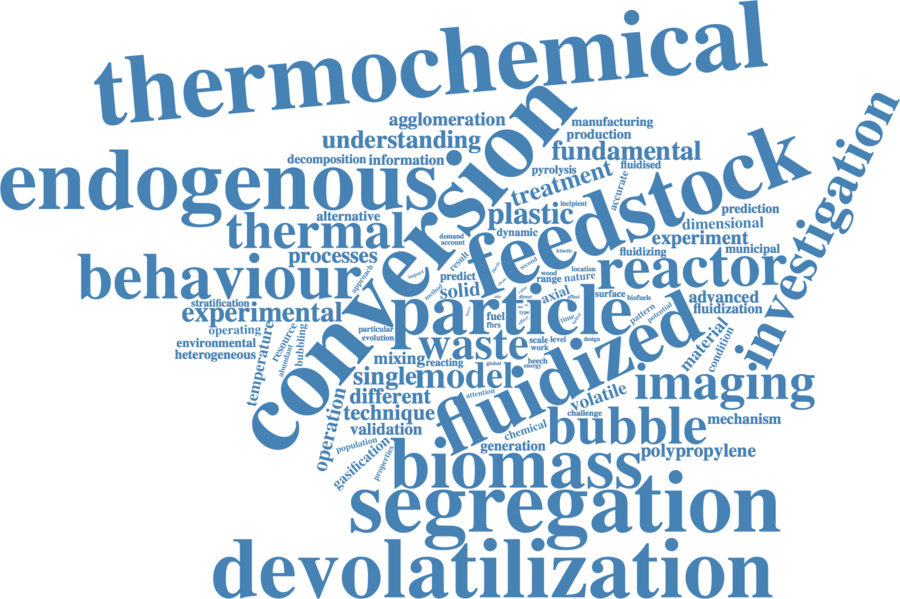 thermochemical
agglomeration
manufacturing
understanding
production
conversion
decomposition
information
fundamental
investigation
endogenous
pyrolysis
fluidised
treatment
accurate
feedstock
alternative
plastic
incipient
prediction
thermal
dynamic
dimensional
demand
account
experiment
processes
result
kinetic
fluidizing
municipal
behaviour
approach
impact
predict
second
wood
range
location
nature
reactor
method
solid
axial
surface
biofuels
advanced
stratification
experimental
particle
direct
effect
pattern
potential
fluidization
operating
temperature
resource
abundant
bubbling
particular
evolution
fuel
fbrs
type
time
environmental
heterogeneous
waste
scale
level
work
design
fluidized
material
condition
mixing
reacting
global
beech
energy
single
model
imaging
different
attention
volatile
technique
operation
challenge
bubble
mechanism
validation
chemical
population
gasification
properties
generation
polypropylene
biomass
segregation
devolatilization